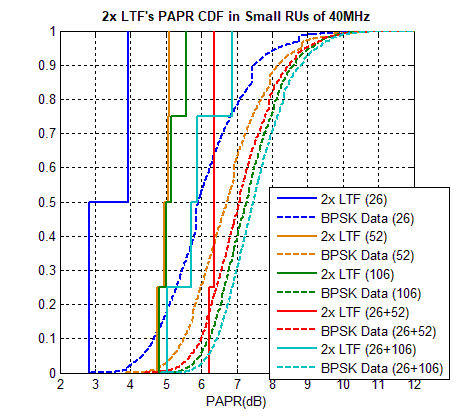 2x LTF's PAPR CDF in Small RUs of 40MHz
1
0.9
0.8
0.7
0.6
0.5
0.4
0.3
0.2
0.1
0
2x LTF (26)
BPSK Data (26)
2x LTF (52)
BPSK Data (52)
2x LTF (106)
BPSK Data (106)
2x LTF (26+52)
BPSK Data (26+52)
2x LTF (26+106)
BPSK Data (26+106)
2 3 4 5 6 7 8 9 10 11 12
PAPR(dB)